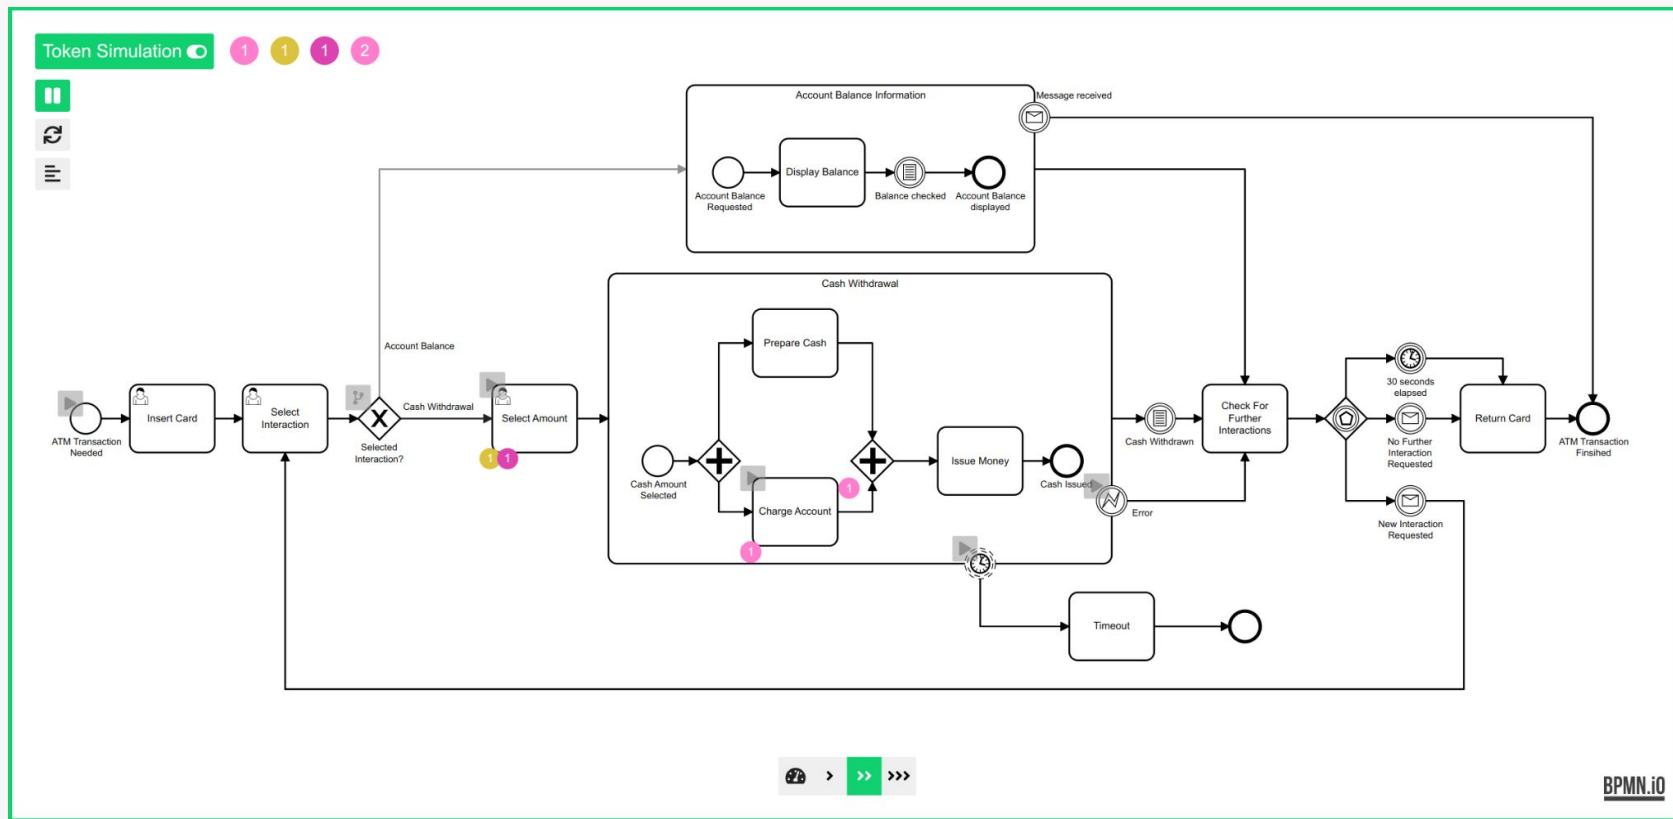 Token Simulation
1
1
1
2
Account Balance Information
Message received
Display Balance
Account Balance
Requested
Balance checked
Account Balance
displayed
Cash Withdrawal
Account Balance
Prepare Cash
Insert Card
Select
Interaction
Cash Withdrawal
Select Amount
ATM Transaction
Needed
Selected
Interaction?
1
1
Cash Amount
Selected
Charge Account
1
1
Issue Money
Cash Issued
Error
Cash Withdrawn
Check For
Further
Interactions
30 seconds
elapsed
No Further
Interaction
Requested
New Interaction
Requested
Return Card
ATM Transaction
Finsihed
Timeout
BPMN.iO